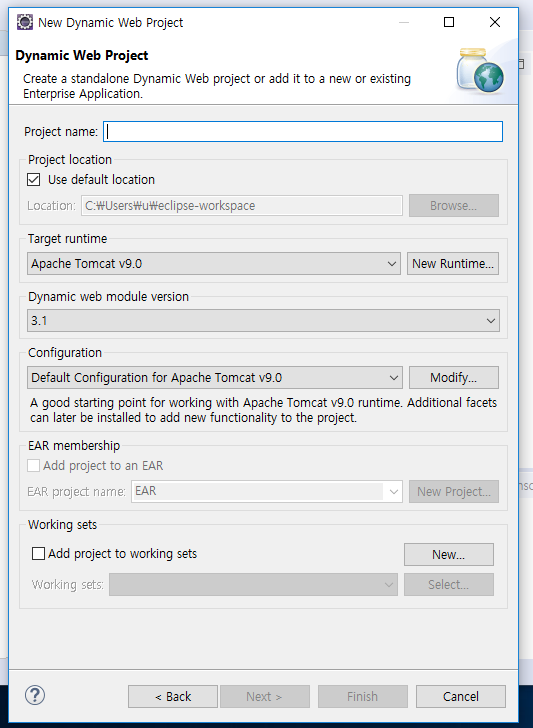 New Dynamic Web Project
Dynamic Web Project
Create a standalone Dynamic Web project or add it to a new or existing
Enterprise Application.
Project name:
Project location
Use default location
Location: C:₩Users₩u₩eclipse-workspace Browse...
Target runtime
Apache Tomcat v9.0 New Runtime...
Dynamic web module version
3.1
Configuration
Default Configuration for Apache Tomcat v9.0 Modify...
A good starting point for working with Apache Tomcat v9.0 runtime. Additional facets
can later be installed to add new functionality to the project.
EAR membership
Add project to an EAR
EAR project name: EAR New Project...
Working sets
Add project to working sets New...
Working sets: Select...
? < Back Next > Finish Cancel